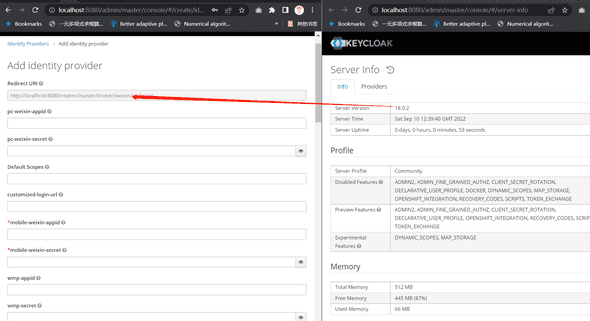 localhost:8080/admin/master/console/#/create/id...
一元多项式求根算...
Better adaptive pl...
Numerical algorit...
网易邮箱
Identity Providers > Add identity provider
Add identity provider
Redirect URI
http://localhost:8080/realms/master/broker/weixin/
pc-weixin-appid
pc-weixin-secret
Default Scopes
customized-login-url
*mobile-weixin-appid
*mobile-weixin-secret
wmp-appid
wmp-secret
localhost:8080/admin/master/console/#/server-info
Bookmarks
一元多项式求根算...
Better adaptive pl...
Numerical algorit...
KEYCLOAK
Server Info
Info
Providers
Server Version 18.0.2
Server Time Sat Sep 10 12:39:40 GMT 2022
Server Uptime 0 days, 0 hours, 0 minutes, 53 seconds
Profile
Server Profile Community
Disabled Features ADMIN2, ADMIN_FINE_GRAINED_AUTHZ, CLIENT_SECRET_ROTATION,
DECLARATIVE_USER_PROFILE, DOCKER, DYNAMIC_SCOPES, MAP_STORAGE,
OPENSHIFT_INTEGRATION, RECOVERY_CODES, SCRIPTS, TOKEN_EXCHANGE
Preview Features ADMIN2, ADMIN_FINE_GRAINED_AUTHZ, CLIENT_SECRET_ROTATION,
DECLARATIVE_USER_PROFILE, OPENSHIFT_INTEGRATION, RECOVERY_CODES, SCRI
TOKEN_EXCHANGE
Experimental Features DYNAMIC_SCOPES, MAP_STORAGE
Memory
Total Memory 512 MB
Free Memory 445 MB (87%)
Used Memory 66 MB